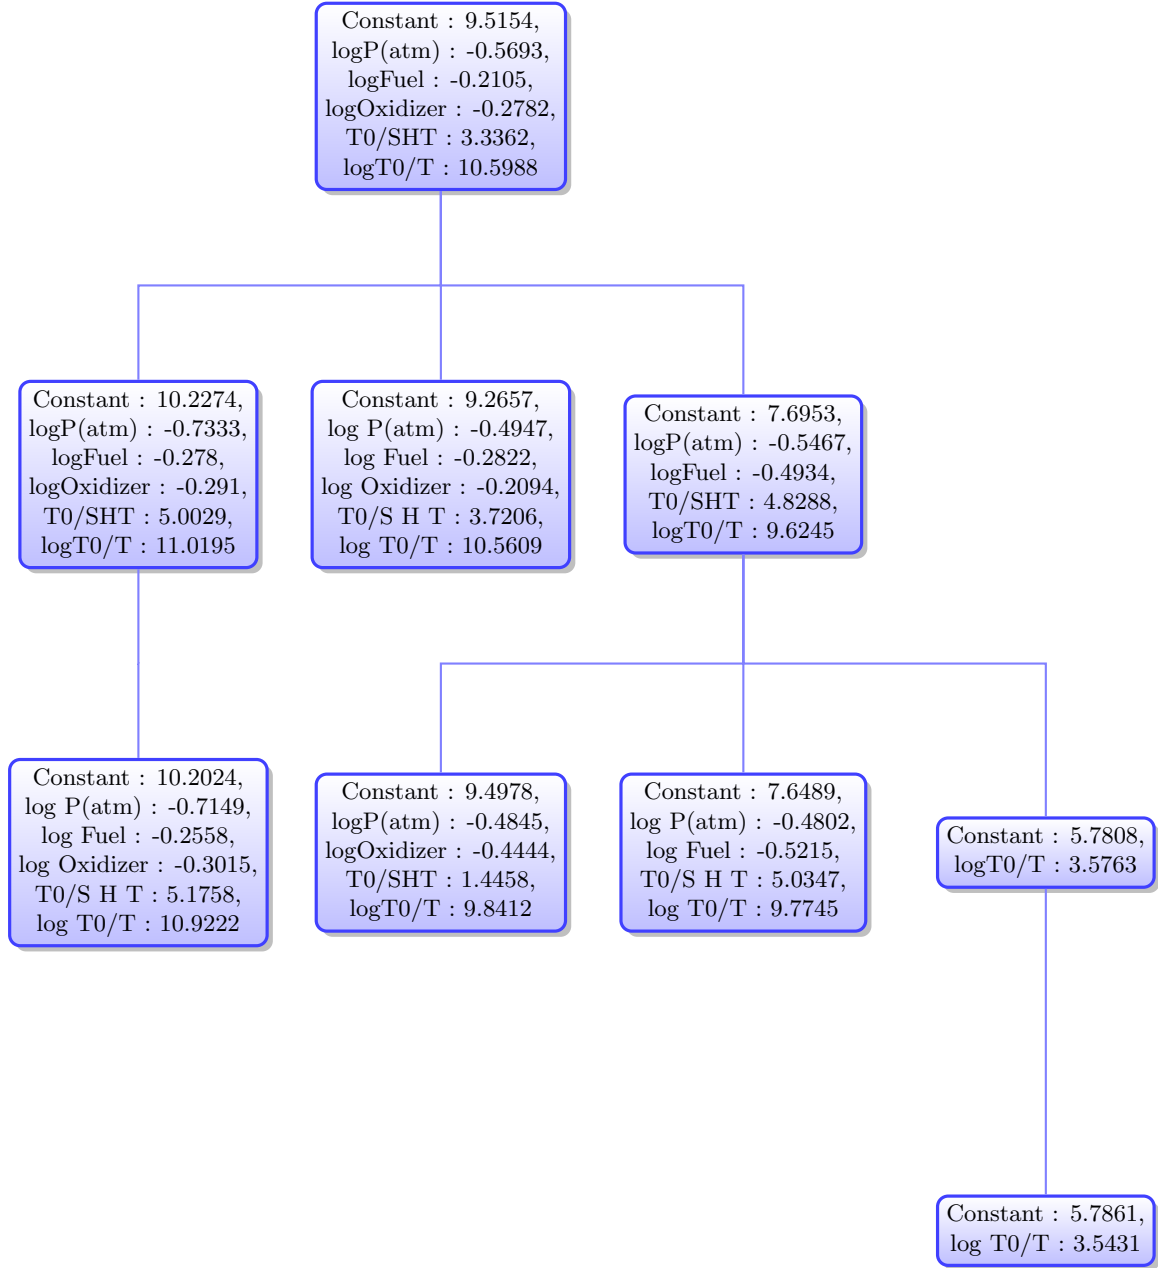 Constant : 9.5154,
logP(atm) : -0.5693,
logFuel : -0.2105,
logOxidizer : -0.2782,
T0/SHT : 3.3362,
logT0/T : 10.5988
Constant : 10.2274,
logP(atm) : -0.7333,
logFuel : -0.278,
logOxidizer : -0.291,
T0/SHT : 5.0029,
logT0/T : 11.0195
Constant : 9.2657,
log P(atm) : -0.4947,
log Fuel : -0.2822,
log Oxidizer : -0.2094,
T0/S H T : 3.7206,
log T0/T : 10.5609
Constant : 7.6953,
logP(atm) : -0.5467,
logFuel : -0.4934,
T0/SHT : 4.8288,
logT0/T : 9.6245
Constant : 10.2024,
log P(atm) : -0.7149,
log Fuel : -0.2558,
log Oxidizer : -0.3015,
T0/S H T : 5.1758,
log T0/T : 10.9222
Constant : 9.4978,
logP(atm) : -0.4845,
logOxidizer : -0.4444,
T0/SHT : 1.4458,
logT0/T : 9.8412
Constant : 7.6489,
log P(atm) : -0.4802,
log Fuel : -0.5215,
T0/S H T : 5.0347,
log T0/T : 9.7745
Constant : 5.7808,
logT0/T : 3.5763
Constant : 5.7861,
log T0/T : 3.5431